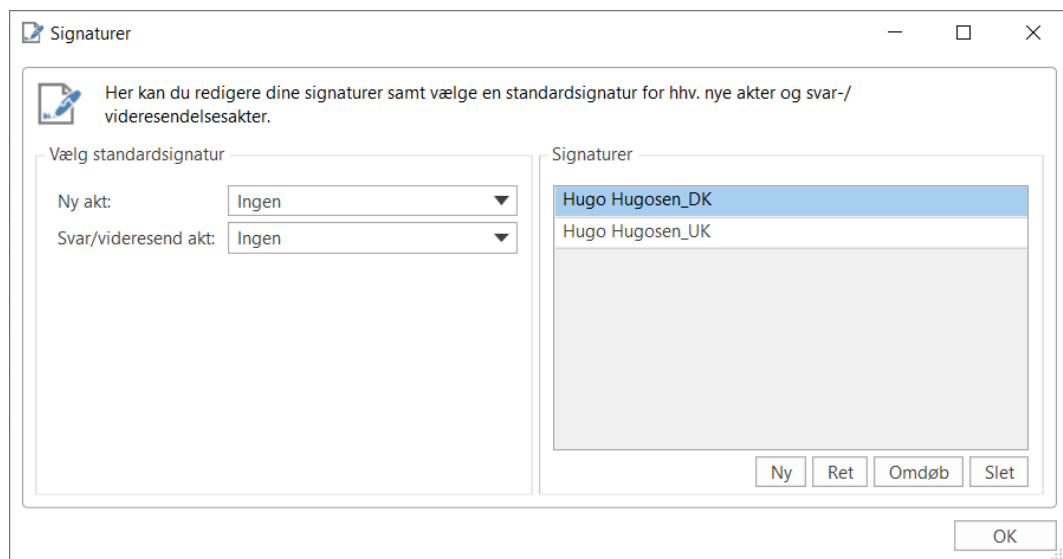 Signaturer
Her kan du redigere dine signaturer samt vælge en standardsignatur for hhv. nye akter og svar-/
videresendelsesakter.
Vælg standardsignatur
Ny akt: Ingen
Svar/videresend akt: Ingen
Signaturer
Hugo Hugosen_DK
Hugo Hugosen_UK
Ny Ret Omdøb Slet
OK